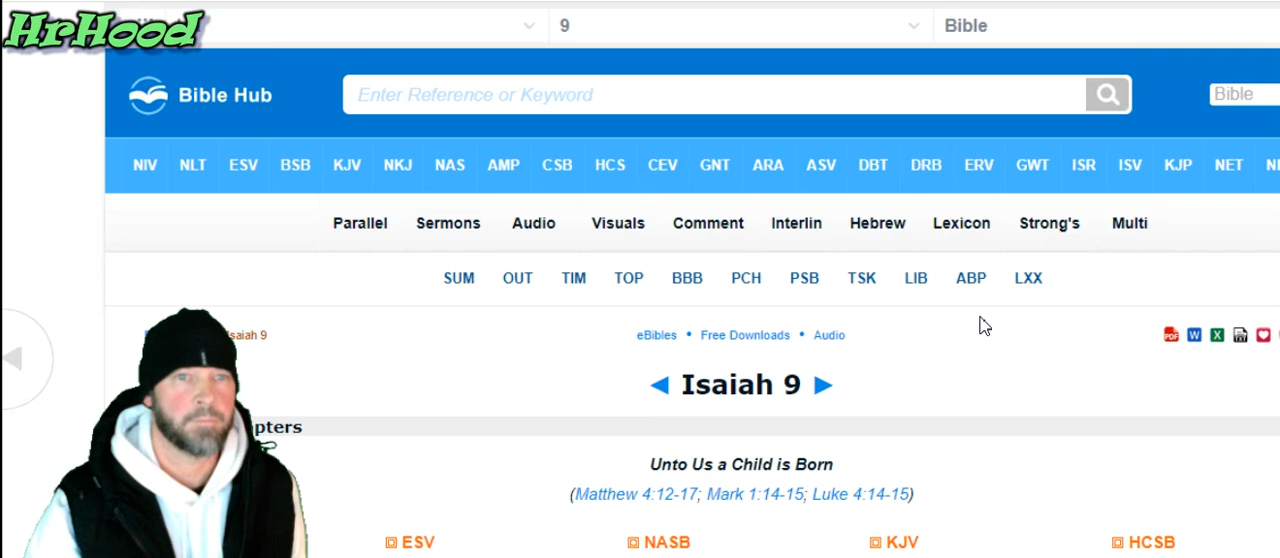 HrHood
9
Bible
Bible Hub
Enter Reference or Keyword
Bible
NIV NLT ESV BSB KJV NKJ NAS AMP CSB HCS CEV GNT ARA ASV DBT DRB ERV GWT ISR ISV KJP NET
Parallel Sermons Audio Visuals Comment Interlin Hebrew Lexicon Strong's Multi
SUM OUT TIM TOP BBB PCH PSB TSK LIB ABP LXX
Isaiah 9
eBibles • Free Downloads • Audio
◄ Isaiah 9 ►
pters
Unto Us a Child is Born
(Matthew 4:12-17; Mark 1:14-15; Luke 4:14-15)
ESV NASB KJV HCSB